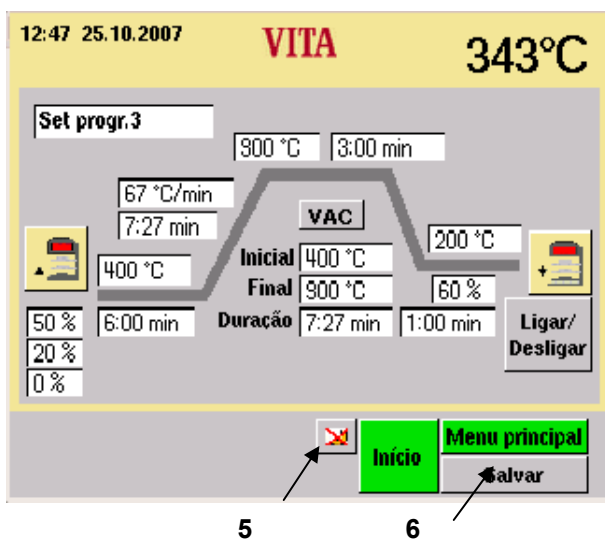 12:47 25.10.2007
VITA
343°C
Set progr.3
900 °C 3:00 min
67 °C/min
7:27 min
VAC
200 °C
400 °C
Inicial 400 °C
Final 900 °C
60 %
50 %
6:00 min
Duração 7:27 min
1:00 min
Ligar/
Desligar
20 %
0 %
Início
Menu principal
Salvar
5 6